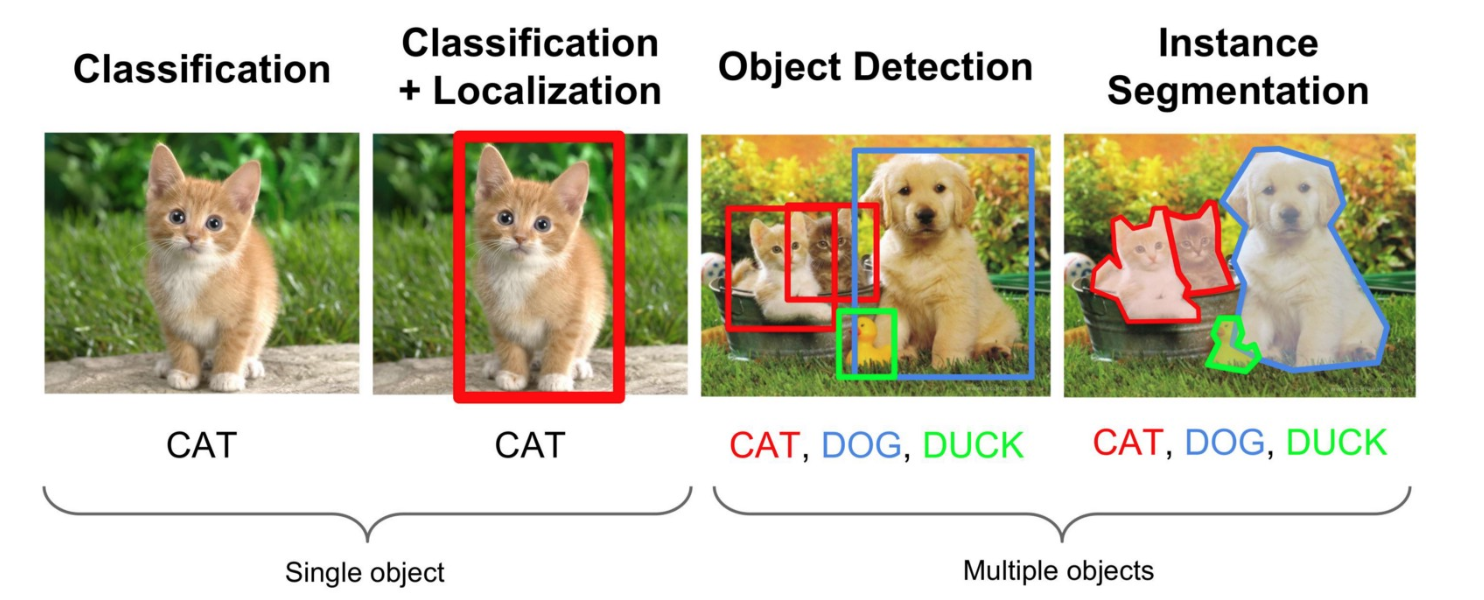 Classification
Classification
+ Localization
Object Detection
Instance
Segmentation
CAT
CAT
CAT, DOG, DUCK
CAT, DOG, DUCK
Single object
Multiple objects